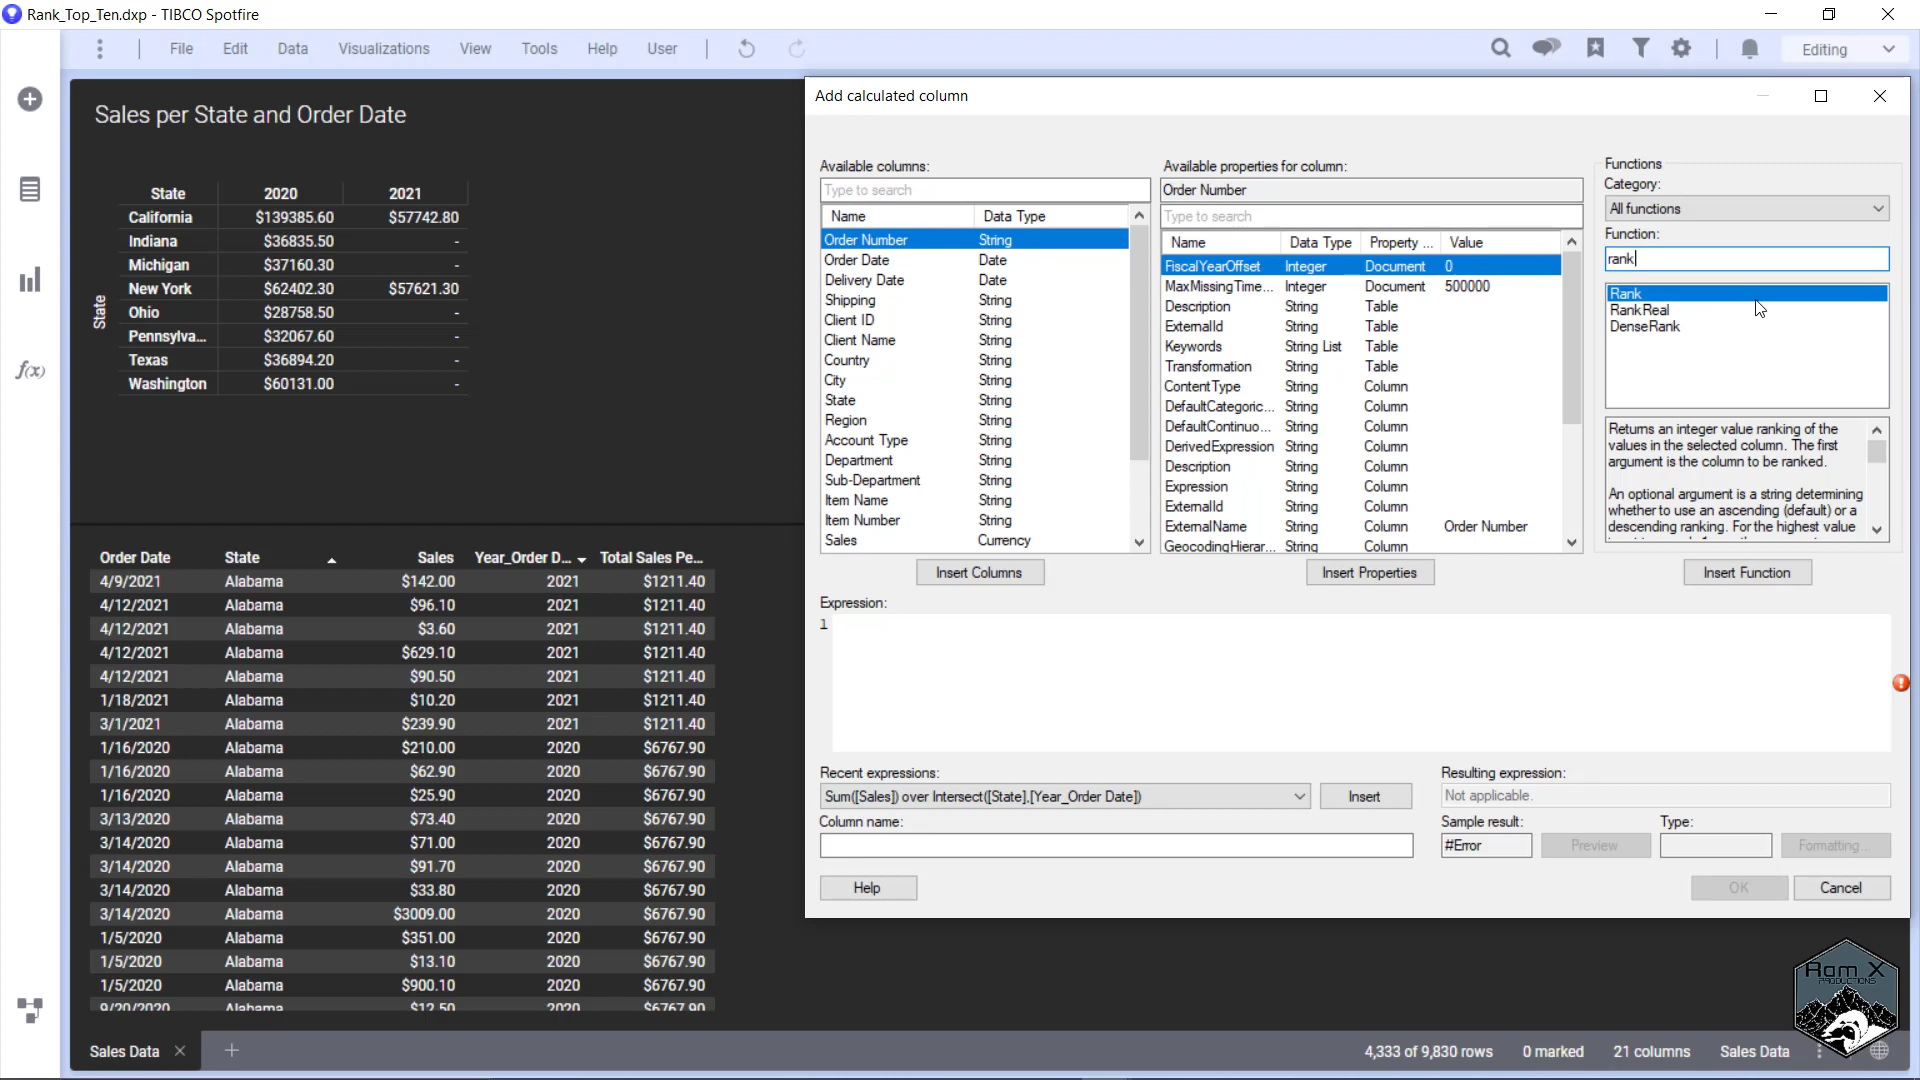 Rank_Top_Ten.dxp - TIBCO Spotfire
File Edit Data Visualizations View Tools Help User Editing
Sales per State and Order Date
State 2020 2021
California $139385.60 $57742.80
Indiana $36835.50 -
Michigan $37160.30 -
New York $62402.30 $57621.30
Ohio $28758.50 -
Pennsylva... $32067.60 -
Texas $36894.20 -
Washington $60131.00 -
State
Order Date State Sales Year_Order D... Total Sales Pe...
4/9/2021 Alabama $142.00 2021 $1211.40
4/12/2021 Alabama $96.10 2021 $1211.40
4/12/2021 Alabama $3.60 2021 $1211.40
4/12/2021 Alabama $629.10 2021 $1211.40
4/12/2021 Alabama $90.50 2021 $1211.40
1/18/2021 Alabama $10.20 2021 $1211.40
3/1/2021 Alabama $239.90 2021 $1211.40
1/16/2020 Alabama $210.00 2020 $6767.90
1/16/2020 Alabama $62.90 2020 $6767.90
1/16/2020 Alabama $25.90 2020 $6767.90
3/13/2020 Alabama $73.40 2020 $6767.90
3/14/2020 Alabama $71.00 2020 $6767.90
3/14/2020 Alabama $91.70 2020 $6767.90
3/14/2020 Alabama $33.80 2020 $6767.90
3/14/2020 Alabama $3009.00 2020 $6767.90
1/5/2020 Alabama $351.00 2020 $6767.90
1/5/2020 Alabama $13.10 2020 $6767.90
1/5/2020 Alabama $900.10 2020 $6767.90
9/20/2020 Alabama $12.50 2020 $6767.90
Add calculated column
Available columns:
Type to search
Name Data Type
Order Number String
Order Date Date
Delivery Date Date
Shipping String
Client ID String
Client Name String
Country String
City String
State String
Region String
Account Type String
Department String
Sub-Department String
Item Name String
Item Number String
Sales Currency
Insert Columns
Available properties for column:
Order Number
Type to search
Name Data Type Property ... Value
FiscalYearOffset Integer Document 0
MaxMissingTime... Integer Document 500000
Description String Table
ExternalId String Table
Keywords String List Table
Transformation String Table
ContentType String Column
DefaultCategoric... String Column
DefaultContinuo... String Column
DerivedExpression String Column
Description String Column
Expression String Column
ExternalId String Column
ExternalName String Column Order Number
GeocodingHierar... String Column
Insert Properties
Functions
Category:
All functions
Function:
rank
Rank
RankReal
DenseRank
Returns an integer value ranking of the
values in the selected column. The first
argument is the column to be ranked.
An optional argument is a string determining
whether to use an ascending (default) or a
descending ranking. For the highest value
Insert Function
Expression:
1
Recent expressions:
Sum([Sales]) over Intersect([State],[Year_Order Date])
Insert
Column name:
Resulting expression:
Not applicable.
Sample result:
#Error
Preview
Type:
Formatting...
Help
OK
Cancel
Ram X
PRODUCTIONS
Sales Data
4,333 of 9,830 rows 0 marked 21 columns Sales Data